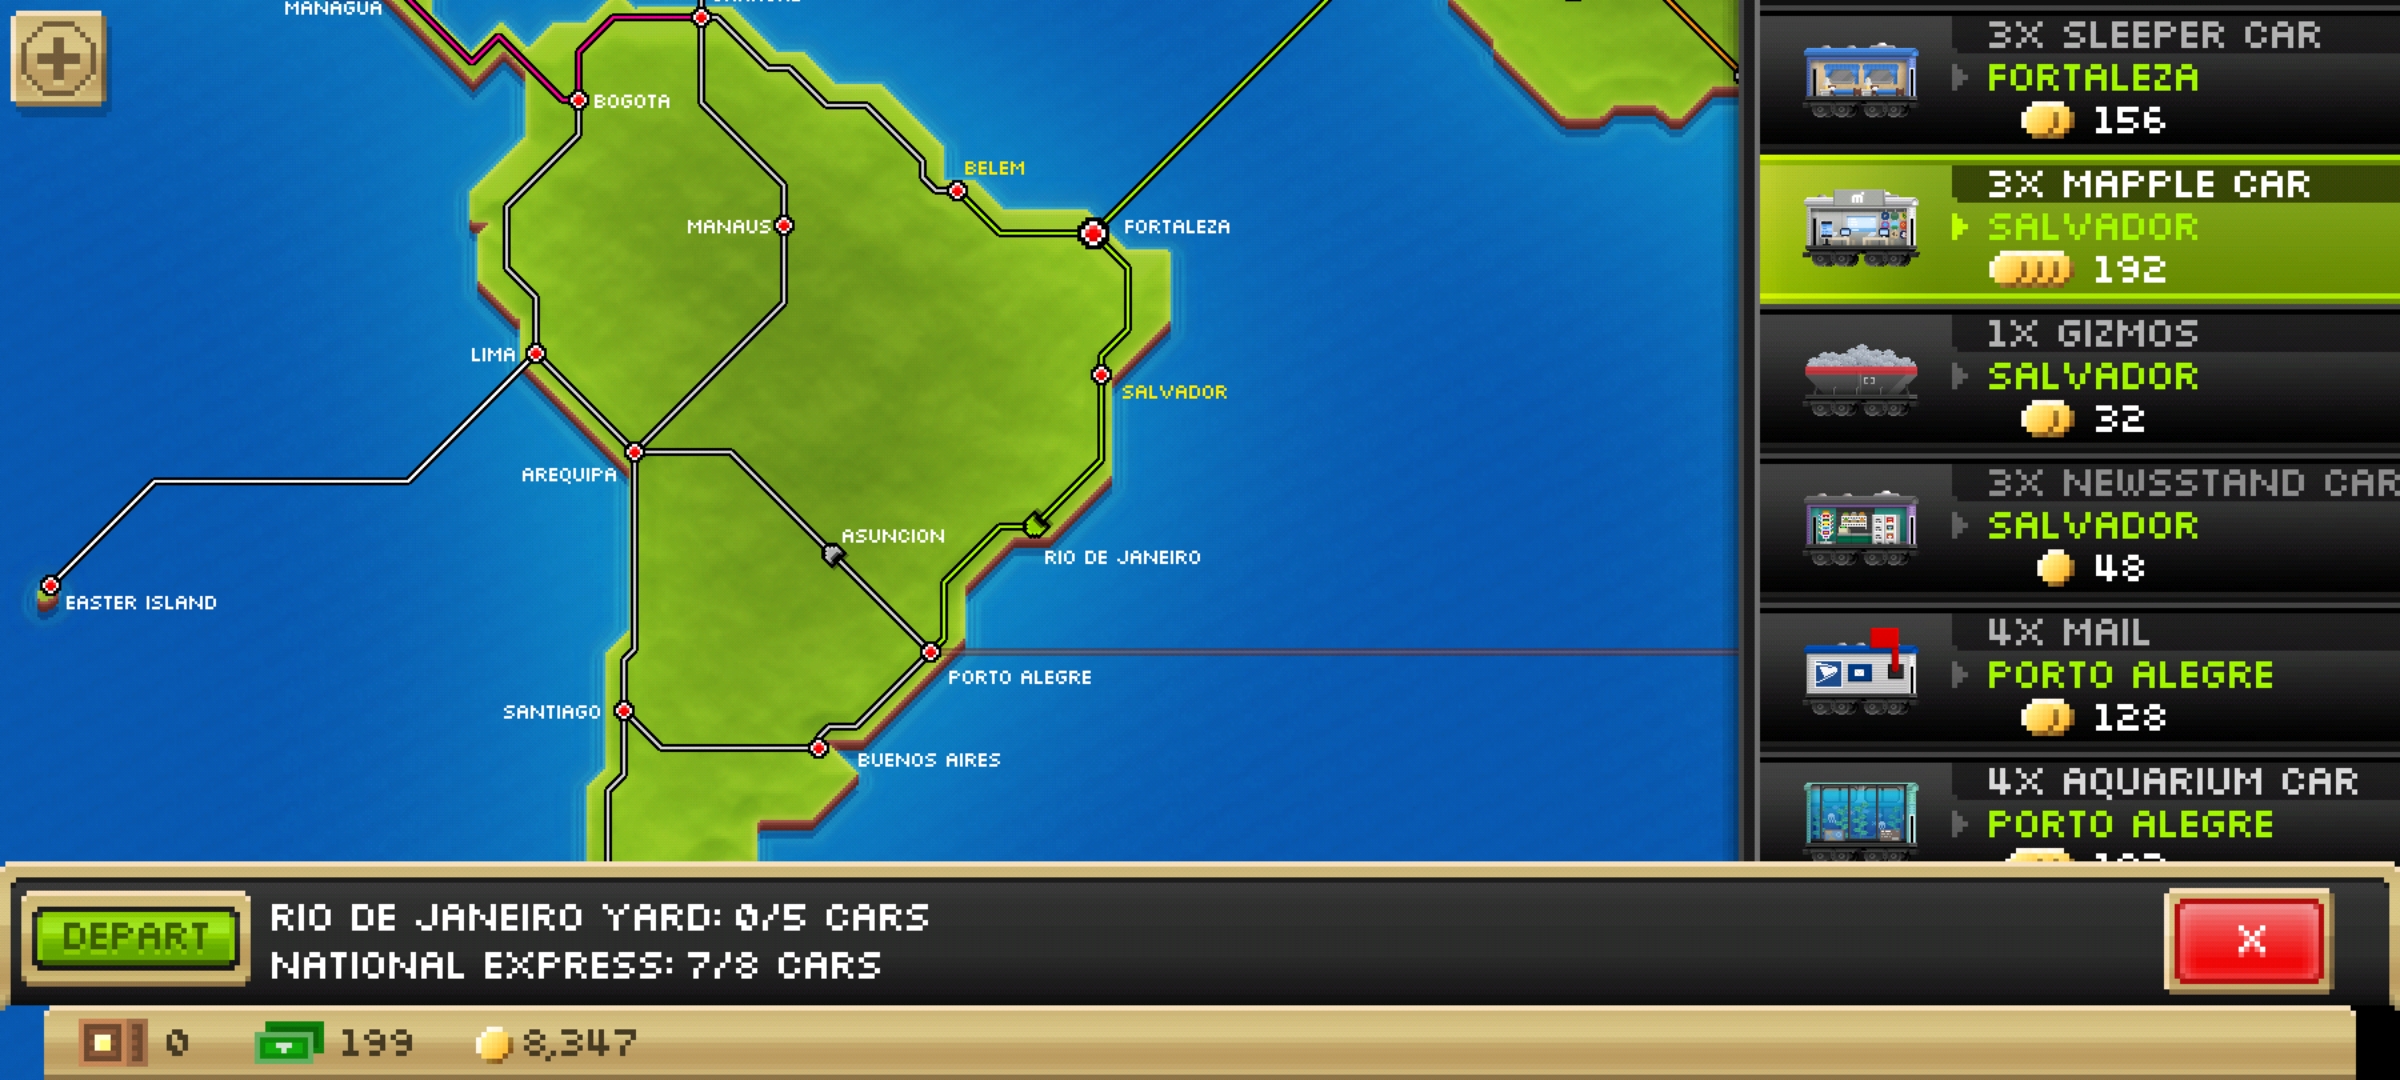 MANAGUA
BOGOTA
BELEM
MANAUS
FORTALEZA
LIMA
SALVADOR
AREQUIPA
ASUNCION
RIO DE JANEIRO
EASTER ISLAND
PORTO ALEGRE
SANTIAGO
BUENOS AIRES
3X SLEEPER CAR
FORTALEZA
156
3X MAPPLE CAR
SALVADOR
192
1X GIZMOS
SALVADOR
32
3X NEWSSTAND CAR
SALVADOR
48
4X MAIL
PORTO ALEGRE
128
4X AQUARIUM CAR
PORTO ALEGRE
DEPART
RIO DE JANEIRO YARD: 0/5 CARS
NATIONAL EXPRESS: 7/8 CARS
X
0
199
8,347